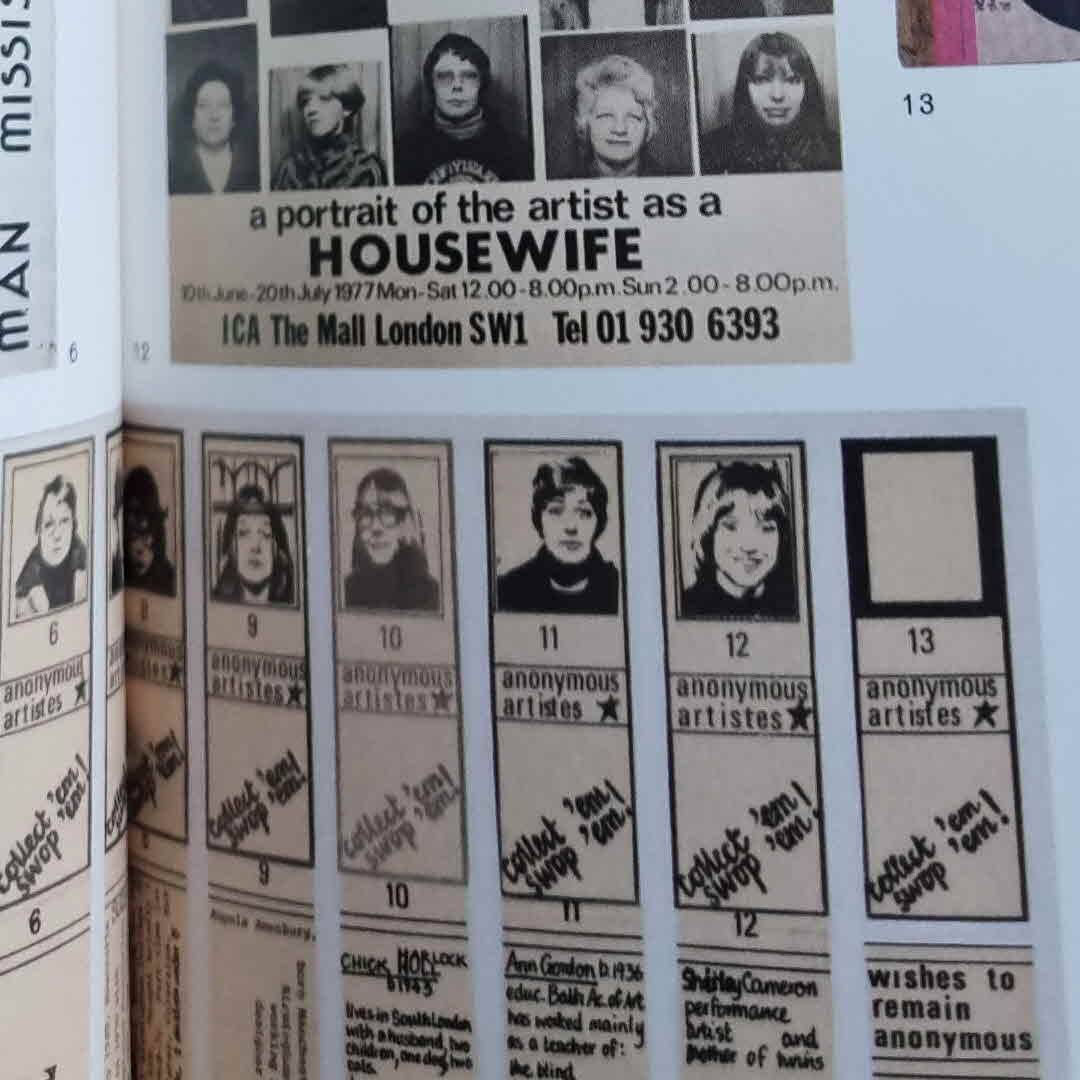 MAN MISSIS
6
12
13
a portrait of the artist as a
HOUSEWIFE
10th June-20th July 1977 Mon-Sat 12.00-8.00p.m. Sun 2.00-8.00p.m.
ICA The Mall London SW1 Tel 01 930 6393
6
anonymous
artistes ★
collect 'em!
swop 'em!
6
8
9
anonymous
artistes ★
collect 'em!
swop 'em!
9
Angela
10
anonymous
artistes ★
collect 'em!
swop 'em!
10
CHICK HORLOCK
b1943
lives in South London
with a husband, two
children, one dog, two
cats.
11
anonymous
artistes ★
collect 'em!
swop 'em!
11
Ann Gordon b.1936
educ. Bath Ac. of Art
has worked mainly
as a teacher of:
the blind
12
anonymous
artistes ★
collect 'em!
swop 'em!
12
Shirley Cameron
performance
artist and
mother of twins
13
anonymous
artistes ★
collect 'em!
swop 'em!
wishes to
remain
anonymous